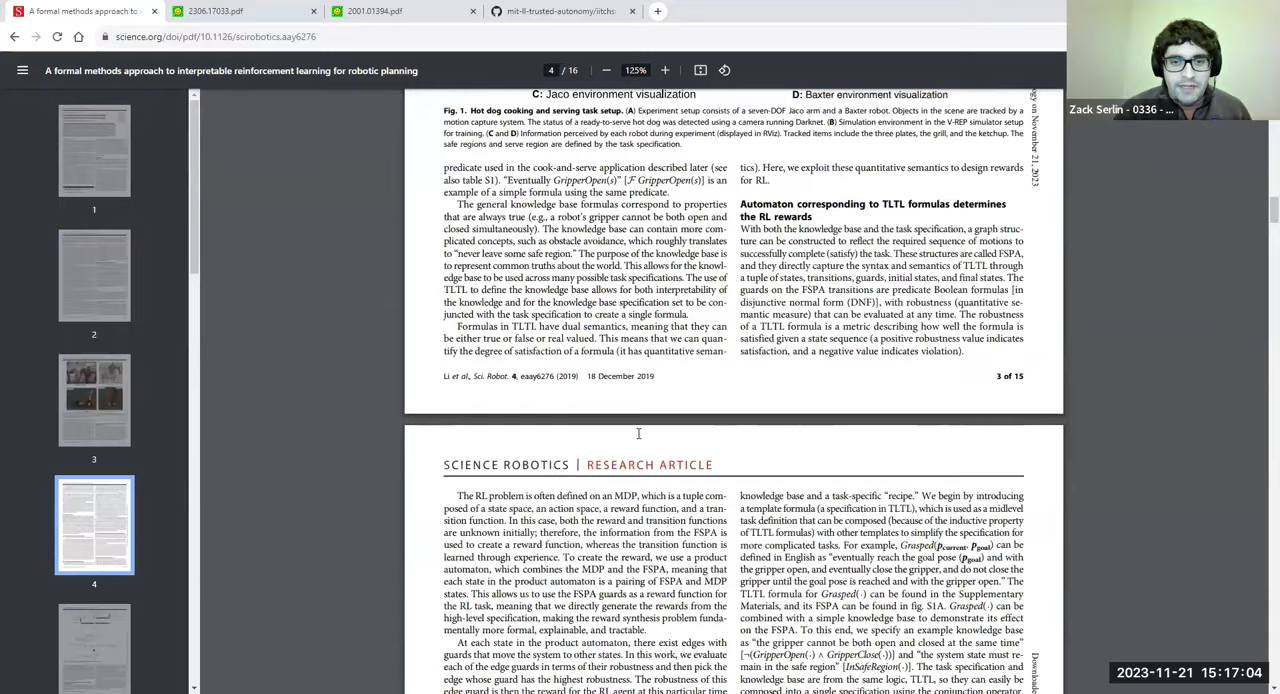 A formal methods approach to
2306.17033.pdf
2001.01394.pdf
mit-ll-trusted-autonomy/iitchs
science.org/doi/pdf/10.1126/scirobotics.aay6276
A formal methods approach to interpretable reinforcement learning for robotic planning
4 / 16
125%
Zack Serlin - 0336 - ...
1
2
3
4
C: Jaco environment visualization
D: Baxter environment visualization
Fig. 1. Hot dog cooking and serving task setup. (A) Experiment setup consists of a seven-DOF Jaco arm and a Baxter robot. Objects in the scene are tracked by a
motion capture system. The status of a ready-to-serve hot dog was detected using a camera running Darknet. (B) Simulation environment in the V-REP simulator setup
for training. (C and D) Information perceived by each robot during experiment (displayed in RViz). Tracked items include the three plates, the grill, and the ketchup. The
safe regions and serve region are defined by the task specification.
predicate used in the cook-and-serve application described later (see
also table S1). “Eventually GripperOpen(s)” [ℱ GripperOpen(s)] is an
example of a simple formula using the same predicate.
The general knowledge base formulas correspond to properties
that are always true (e.g., a robot's gripper cannot be both open and
closed simultaneously). The knowledge base can contain more com-
plicated concepts, such as obstacle avoidance, which roughly translates
to “never leave some safe region.” The purpose of the knowledge base is
to represent common truths about the world. This allows for the knowl-
edge base to be used across many possible task specifications. The use of
TLTL to define the knowledge base allows for both interpretability of
the knowledge and for the knowledge base specification set to be con-
juncted with the task specification to create a single formula.
Formulas in TLTL have dual semantics, meaning that they can
be either true or false or real valued. This means that we can quan-
tify the degree of satisfaction of a formula (it has quantitative seman-
tics). Here, we exploit these quantitative semantics to design rewards
for RL.
Automaton corresponding to TLTL formulas determines
the RL rewards
With both the knowledge base and the task specification, a graph struc-
ture can be constructed to reflect the required sequence of motions to
successfully complete (satisfy) the task. These structures are called FSPA,
and they directly capture the syntax and semantics of TLTL through
a tuple of states, transitions, guards, initial states, and final states. The
guards on the FSPA transitions are predicate Boolean formulas [in
disjunctive normal form (DNF)], with robustness (quantitative se-
mantic measure) that can be evaluated at any time. The robustness
of a TLTL formula is a metric describing how well the formula is
satisfied given a state sequence (a positive robustness value indicates
satisfaction, and a negative value indicates violation).
ogy on November 21, 2023
Li et al., Sci. Robot. 4, eaay6276 (2019) 18 December 2019
3 of 15
SCIENCE ROBOTICS | RESEARCH ARTICLE
The RL problem is often defined on an MDP, which is a tuple com-
posed of a state space, an action space, a reward function, and a tran-
sition function. In this case, both the reward and transition functions
are unknown initially; therefore, the information from the FSPA is
used to create a reward function, whereas the transition function is
learned through experience. To create the reward, we use a product
automaton, which combines the MDP and the FSPA, meaning that
each state in the product automaton is a pairing of FSPA and MDP
states. This allows us to use the FSPA guards as a reward function for
the RL task, meaning that we directly generate the rewards from the
high-level specification, making the reward synthesis problem funda-
mentally more formal, explainable, and tractable.
At each state in the product automaton, there exist edges with
guards that move the system to other states. In this work, we evaluate
each of the edge guards in terms of their robustness and then pick the
edge whose guard has the highest robustness. The robustness of this
edge guard is then the reward for the RL agent at this particular time
knowledge base and a task-specific “recipe.” We begin by introducing
a template formula (a specification in TLTL), which is used as a midlevel
task definition that can be composed (because of the inductive property
of TLTL formulas) with other templates to simplify the specification for
more complicated tasks. For example, Grasped(pcurrent, pgoal) can be
defined in English as “eventually reach the goal pose (pgoal) and with
the gripper open, and eventually close the gripper, and do not close the
gripper until the goal pose is reached and with the gripper open.” The
TLTL formula for Grasped(·) can be found in the Supplementary
Materials, and its FSPA can be found in fig. S1A. Grasped(·) can be
combined with a simple knowledge base to demonstrate its effect
on the FSPA. To this end, we specify an example knowledge base
as “the gripper cannot be both open and closed at the same time”
[¬(GripperOpen(·) ∧ GripperClose(·))] and “the system state must re-
main in the safe region” [InSafeRegion(·)]. The task specification and
knowledge base are from the same logic, TLTL, so they can easily be
composed into a single specification using the conjunction operator.
Downloade
2023-11-21 15:17:04